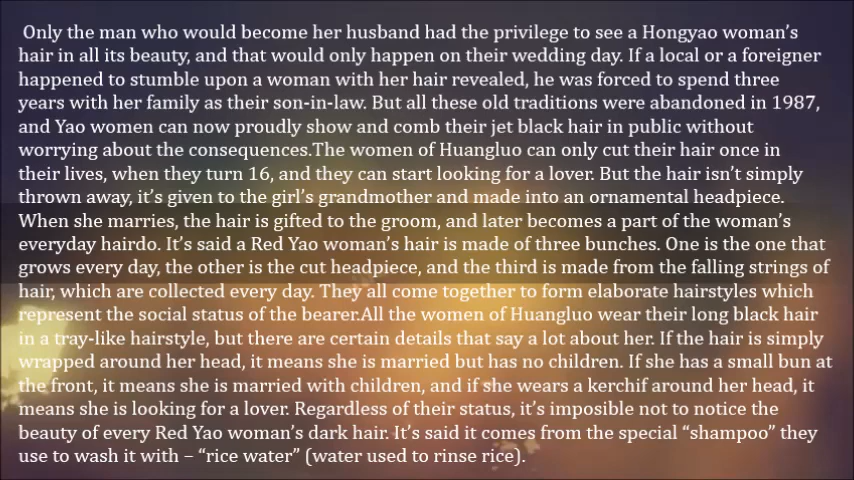 Only the man who would become her husband had the privilege to see a Hongyao woman's
hair in all its beauty, and that would only happen on their wedding day. If a local or a foreigner
happened to stumble upon a woman with her hair revealed, he was forced to spend three
years with her family as their son-in-law. But all these old traditions were abandoned in 1987,
and Yao women can now proudly show and comb their jet black hair in public without
worrying about the consequences.The women of Huangluo can only cut their hair once in
their lives, when they turn 16, and they can start looking for a lover. But the hair isn't simply
thrown away, it's given to the girl's grandmother and made into an ornamental headpiece.
When she marries, the hair is gifted to the groom, and later becomes a part of the woman's
everyday hairdo. It's said a Red Yao woman's hair is made of three bunches. One is the one that
grows every day, the other is the cut headpiece, and the third is made from the falling strings of
hair, which are collected every day. They all come together to form elaborate hairstyles which
represent the social status of the bearer.All the women of Huangluo wear their long black hair
in a tray-like hairstyle, but there are certain details that say a lot about her. If the hair is simply
wrapped around her head, it means she is married but has no children. If she has a small bun at
the front, it means she is married with children, and if she wears a kerchif around her head, it
means she is looking for a lover. Regardless of their status, it's imposible not to notice the
beauty of every Red Yao woman's dark hair. It's said it comes from the special “shampoo” they
use to wash it with – “rice water” (water used to rinse rice).